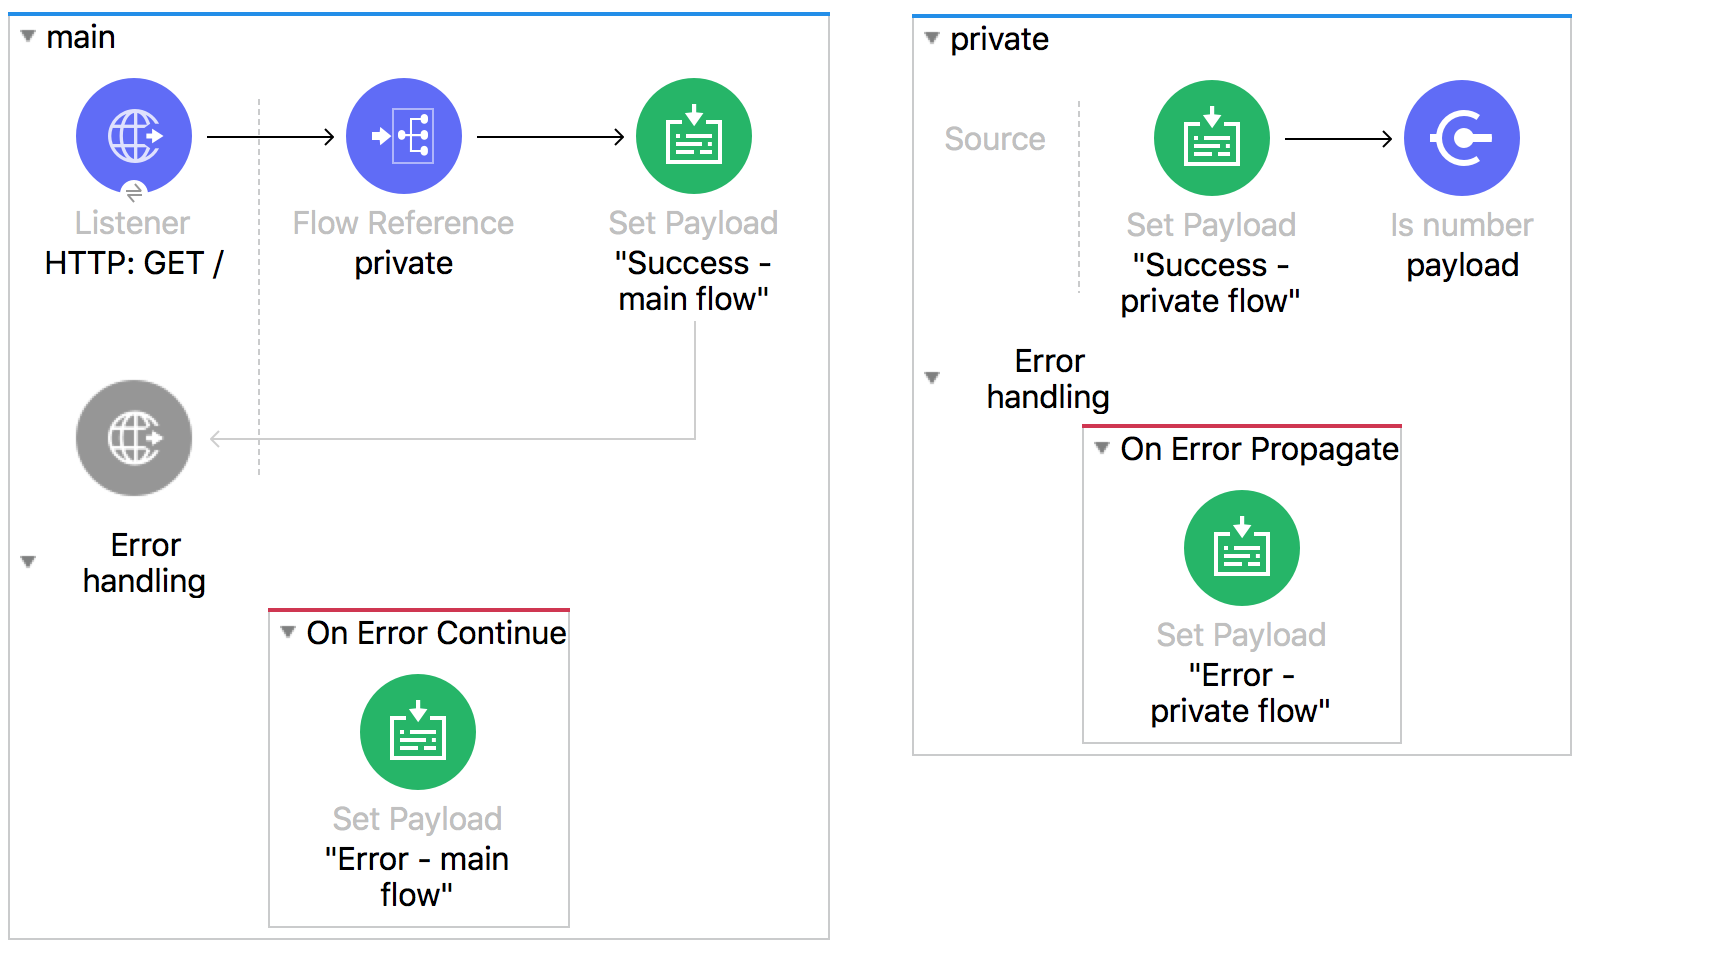 main
Listener
HTTP: GET /
Flow Reference
private
Set Payload
"Success -
main flow"
Error
handling
On Error Continue
Set Payload
"Error - main
flow"
private
Source
Set Payload
"Success -
private flow"
Is number
payload
Error
handling
On Error Propagate
Set Payload
"Error -
private flow"